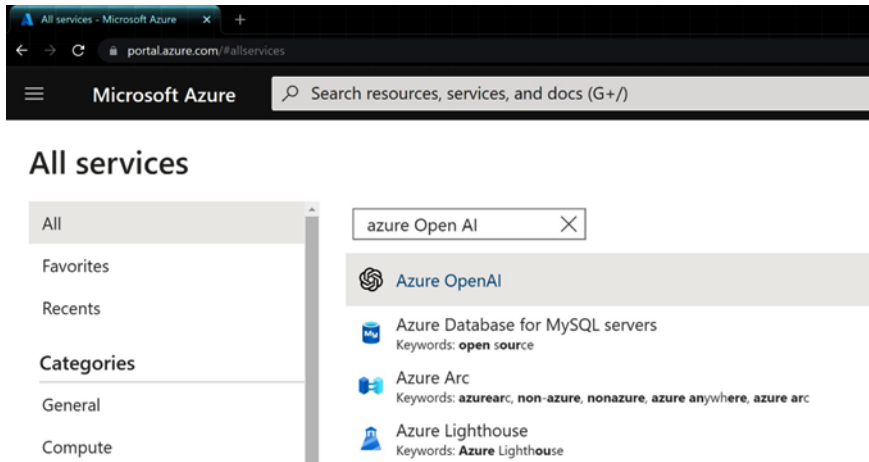 All services - Microsoft Azure
portal.azure.com/#allservices
Microsoft Azure
Search resources, services, and docs (G+/)
All services
All
Favorites
Recents
Categories
General
Compute
azure Open AI
Azure OpenAI
Azure Database for MySQL servers
Keywords: open source
Azure Arc
Keywords: azurearc, non-azure, nonazure, azure anywhere, azure arc
Azure Lighthouse
Keywords: Azure Lighthouse